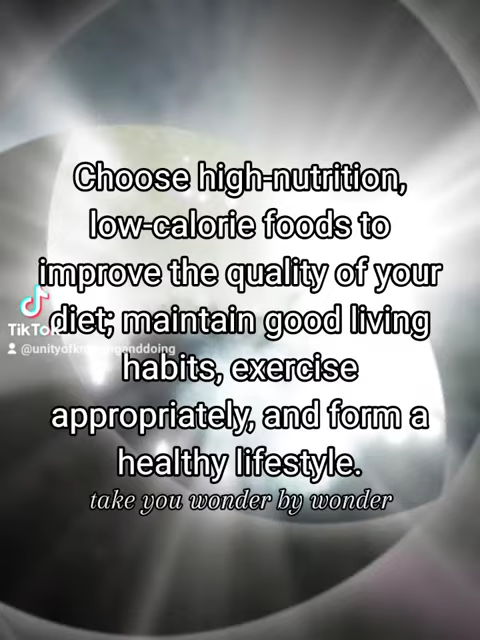 Choose high-nutrition,
low-calorie foods to
improve the quality of your
diet; maintain good living
habits, exercise
appropriately, and form a
healthy lifestyle.
take you wonder by wonder
TikTok